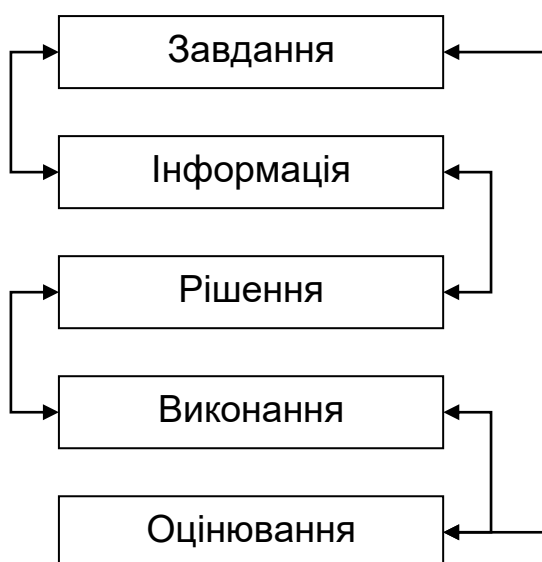 Завдання
Інформація
Рішення
Виконання
Оцінювання